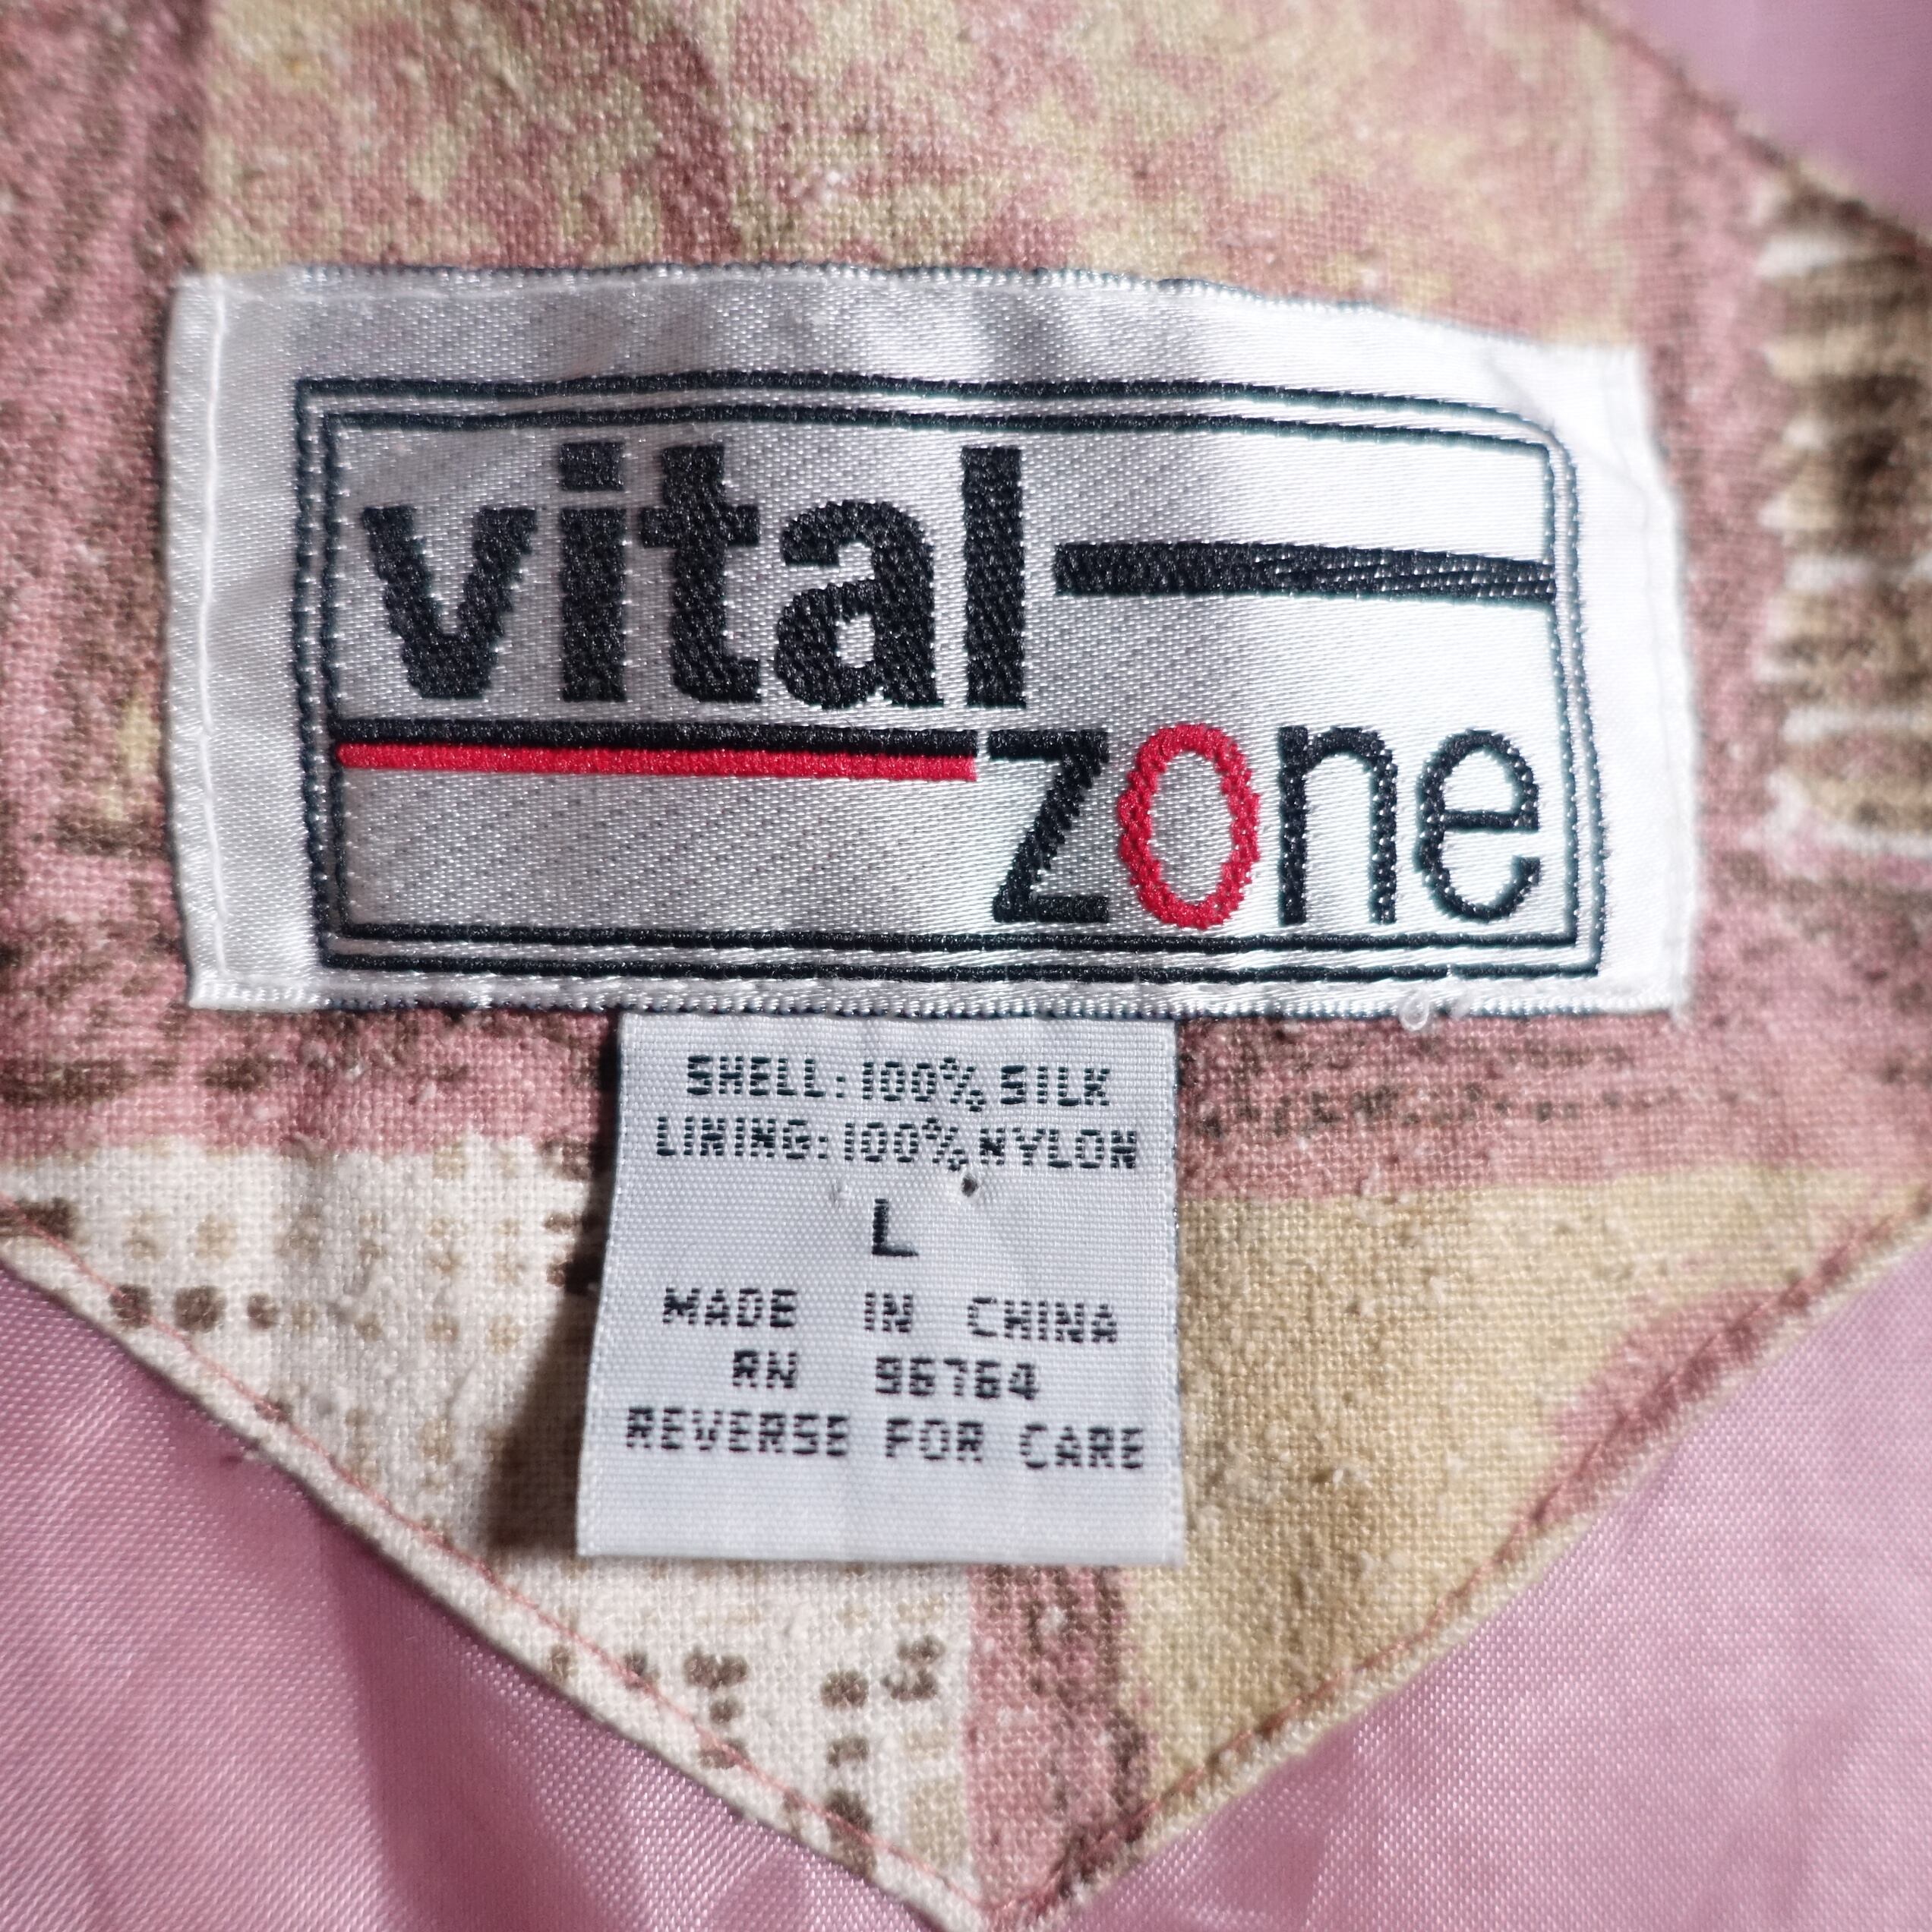 vital
zone
SHELL: 100% SILK
LINING: 100% NYLON
L
MADE IN CHINA
RN 96764
REVERSE FOR CARE